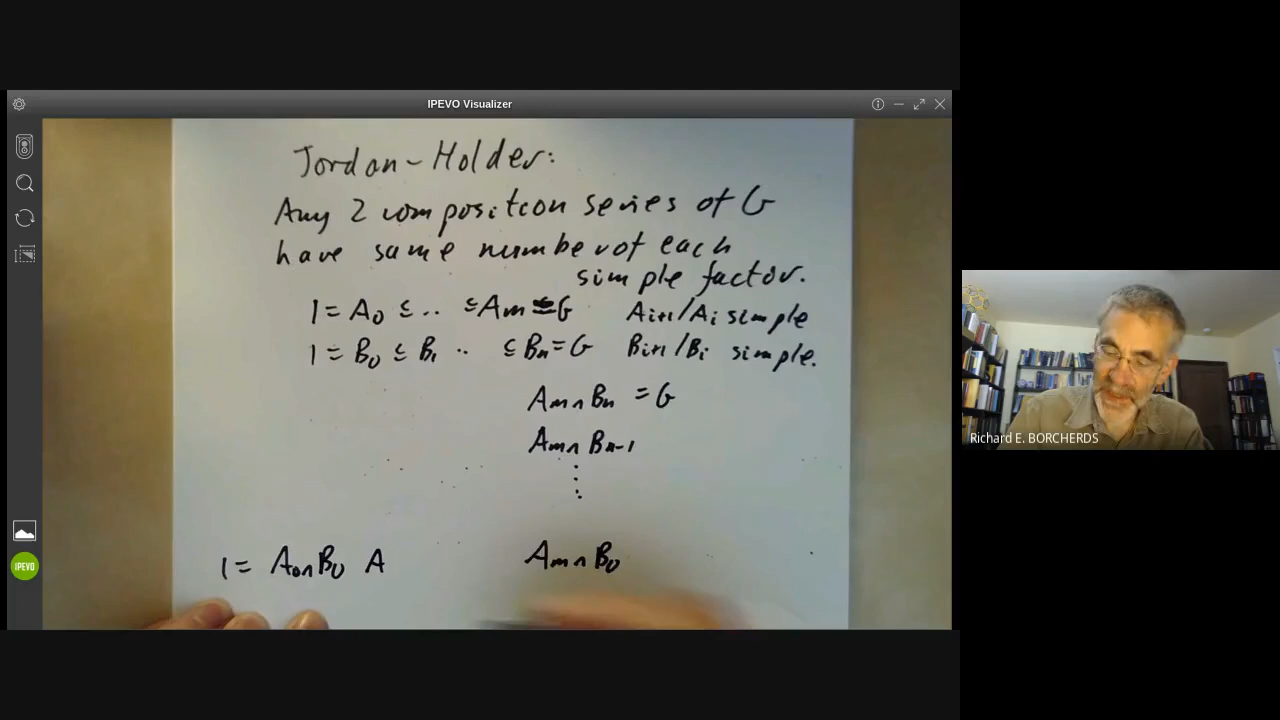 IPEVO Visualizer
Jordan-Holder:
Any 2 composition series of G
have same number of each
simple factor.
1 = A₀ ≤ .. ≤ Aₘ = G Aᵢ₊₁/Aᵢ simple
1 = B₀ ≤ B₁ .. ≤ Bₙ = G Bᵢ₊₁/Bᵢ simple.
Aₘ ∩ Bₙ = G
Aₘ ∩ Bₙ₋₁
⋮
1 = A₀ ∩ B₀ A Aₘ ∩ B₀
IPEVO
Richard E. BORCHERDS